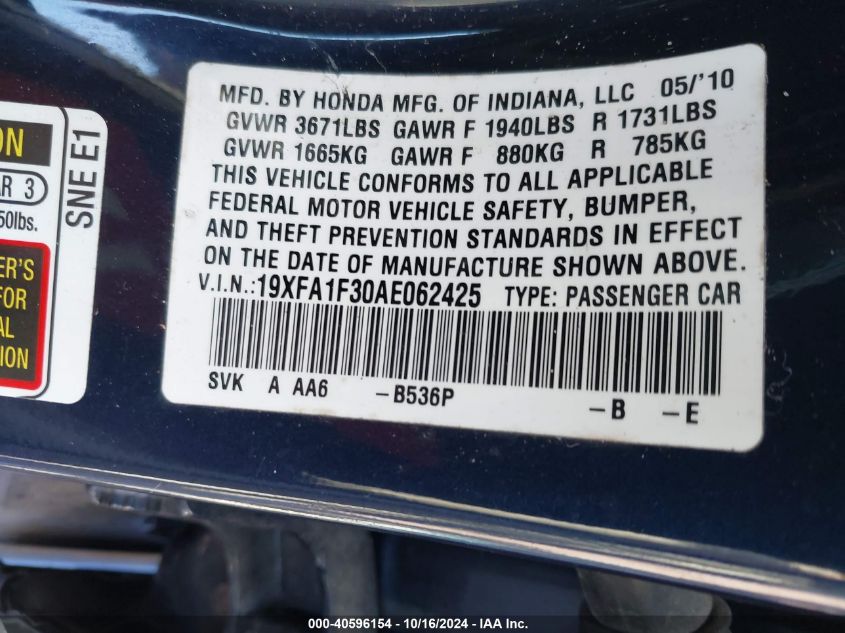 ON
AR 3
50lbs.
SNE E1
ER'S
FOR
AL
ION
MFD. BY HONDA MFG. OF INDIANA, LLC 05/'10
GVWR 3671LBS GAWR F 1940LBS R 1731LBS
GVWR 1665KG GAWR F 880KG R 785KG
THIS VEHICLE CONFORMS TO ALL APPLICABLE
FEDERAL MOTOR VEHICLE SAFETY, BUMPER,
AND THEFT PREVENTION STANDARDS IN EFFECT
ON THE DATE OF MANUFACTURE SHOWN ABOVE.
V.I.N.:19XFA1F30AE062425 TYPE: PASSENGER CAR
SVK A AA6 -B536P -B -E
000-40596154 - 10/16/2024 - IAA Inc.